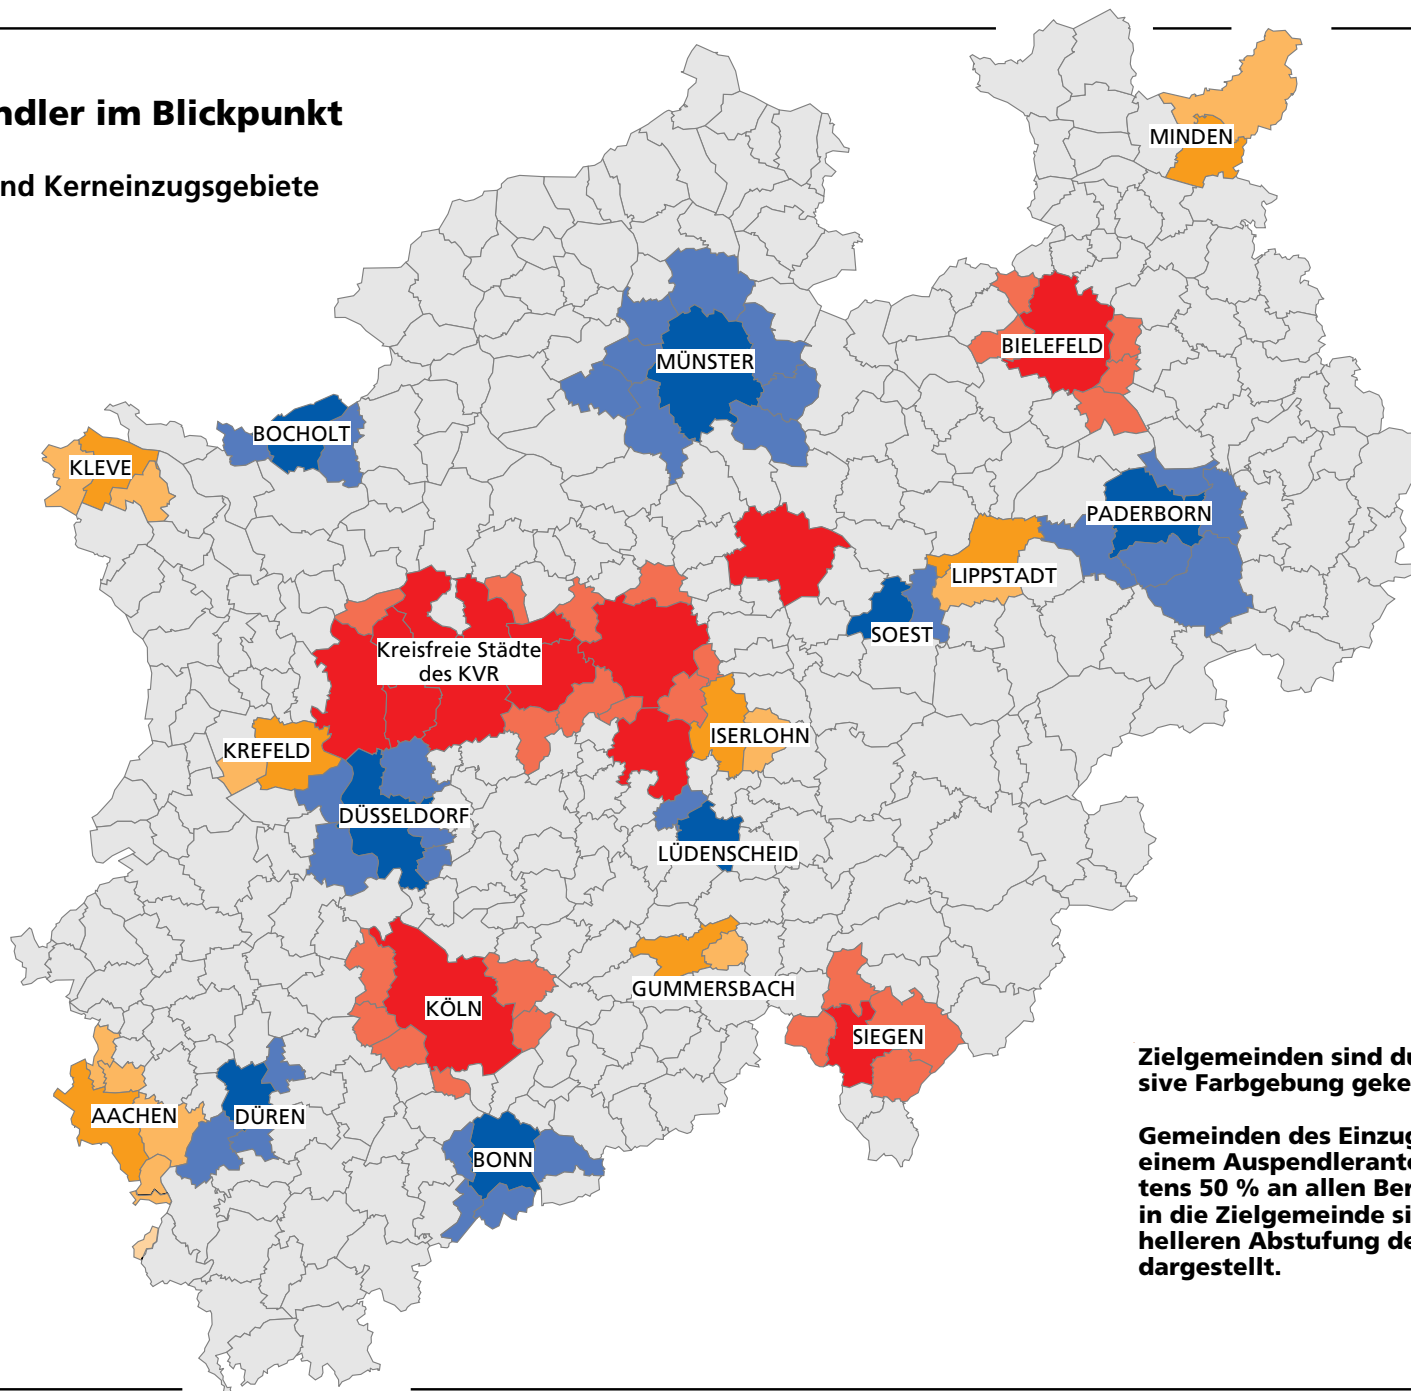 ndler im Blickpunkt
nd Kerneinzugsgebiete
MINDEN
BIELEFELD
MÜNSTER
BOCHOLT
KLEVE
PADERBORN
LIPPSTADT
SOEST
Kreisfreie Städte
des KVR
ISERLOHN
KREFELD
DÜSSELDORF
LÜDENSCHEID
GUMMERSBACH
KÖLN
SIEGEN
AACHEN
DÜREN
BONN
Zielgemeinden sind du
sive Farbgebung geke
Gemeinden des Einzug
einem Auspendlerante
tens 50 % an allen Ber
in die Zielgemeinde si
helleren Abstufung de
dargestellt.